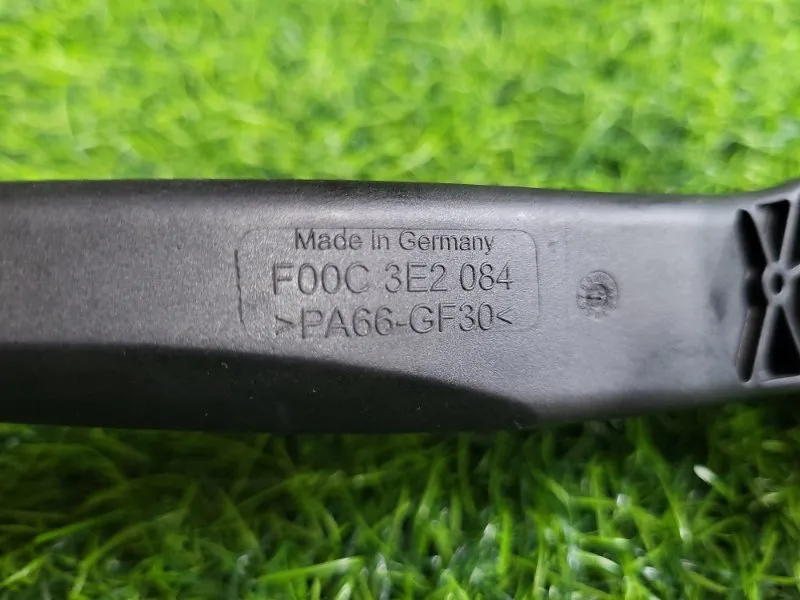 Made in Germany
F00C 3E2 084
>PA66-GF30<